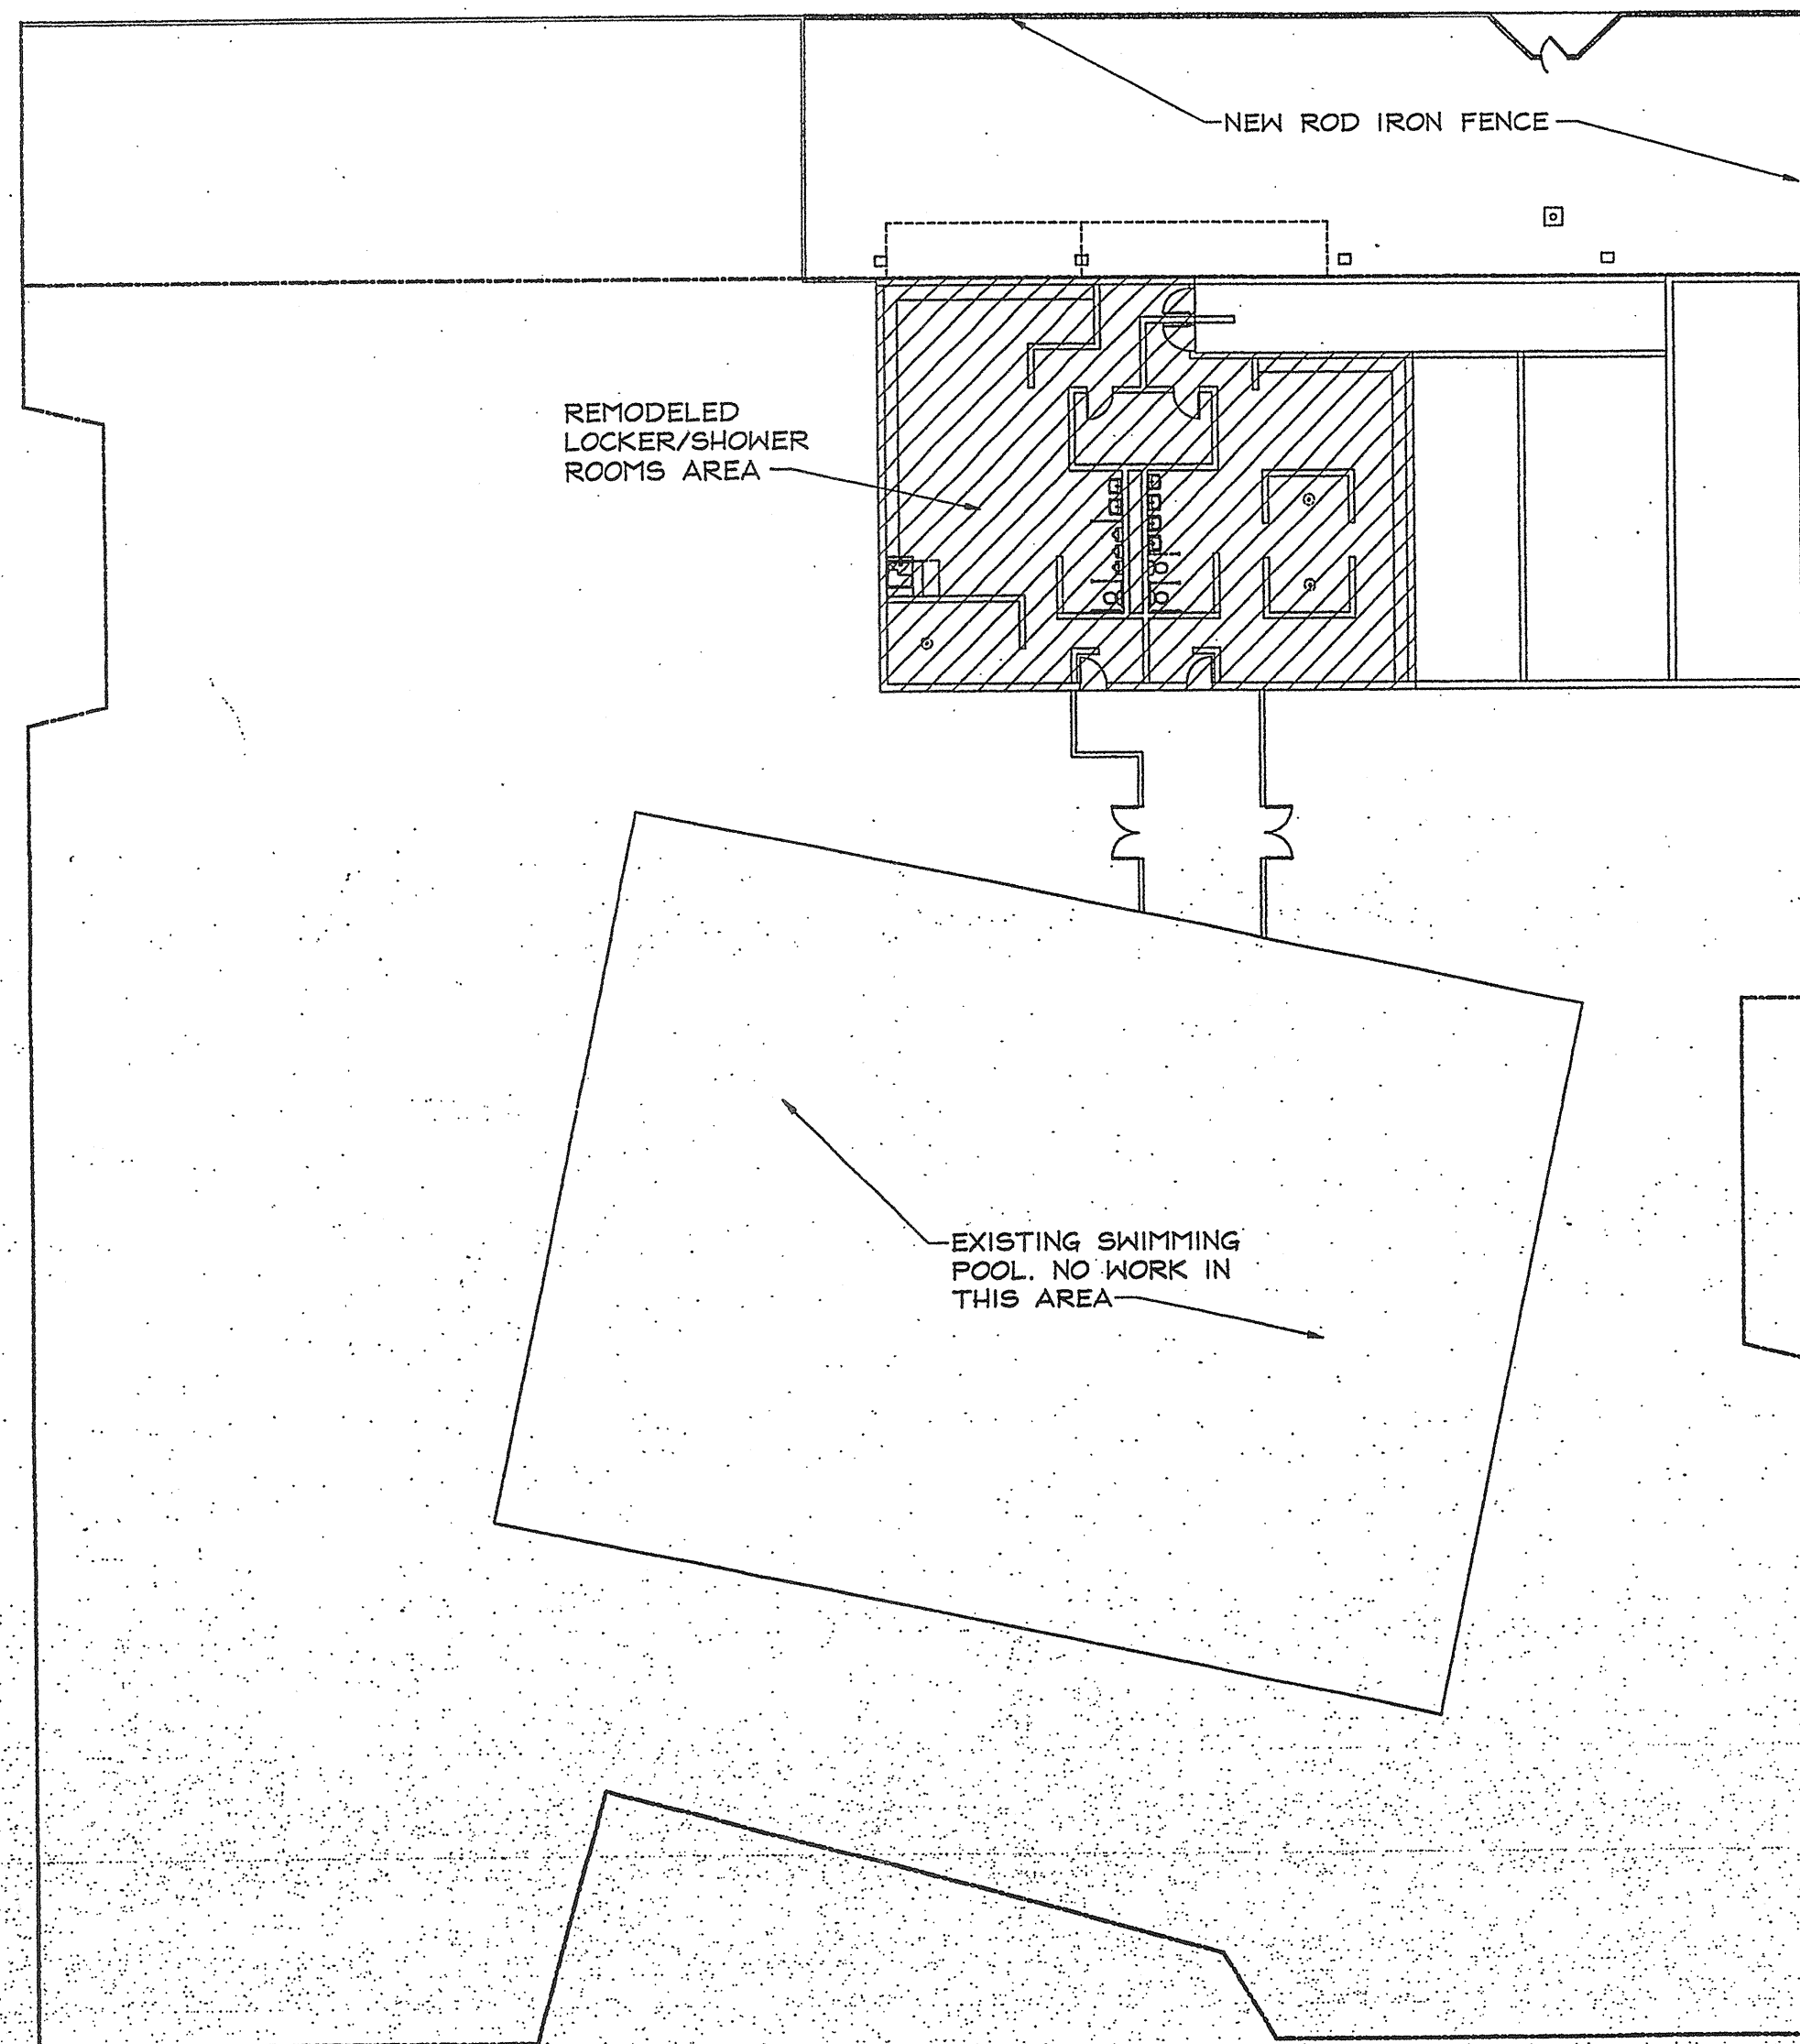 NEW ROD IRON FENCE
REMODELED
LOCKER/SHOWER
ROOMS AREA
EXISTING SWIMMING
POOL. NO WORK IN
THIS AREA